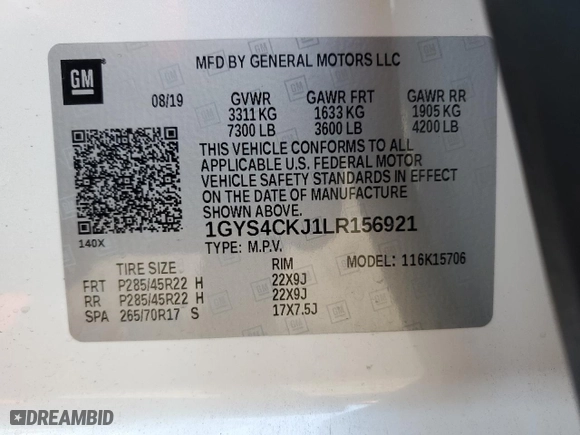 GM
MFD BY GENERAL MOTORS LLC
08/19 GVWR GAWR FRT GAWR RR
3311 KG 1633 KG 1905 KG
7300 LB 3600 LB 4200 LB
THIS VEHICLE CONFORMS TO ALL
APPLICABLE U.S. FEDERAL MOTOR
VEHICLE SAFETY STANDARDS IN EFFECT
ON THE DATE OF MANUFACTURE
SHOWN ABOVE.
1GYS4CKJ1LR156921
140X TYPE: M.P.V.
TIRE SIZE RIM MODEL: 116K15706
FRT P285/45R22 H 22X9J
RR P285/45R22 H 22X9J
SPA 265/70R17 S 17X7.5J
DREAMBID